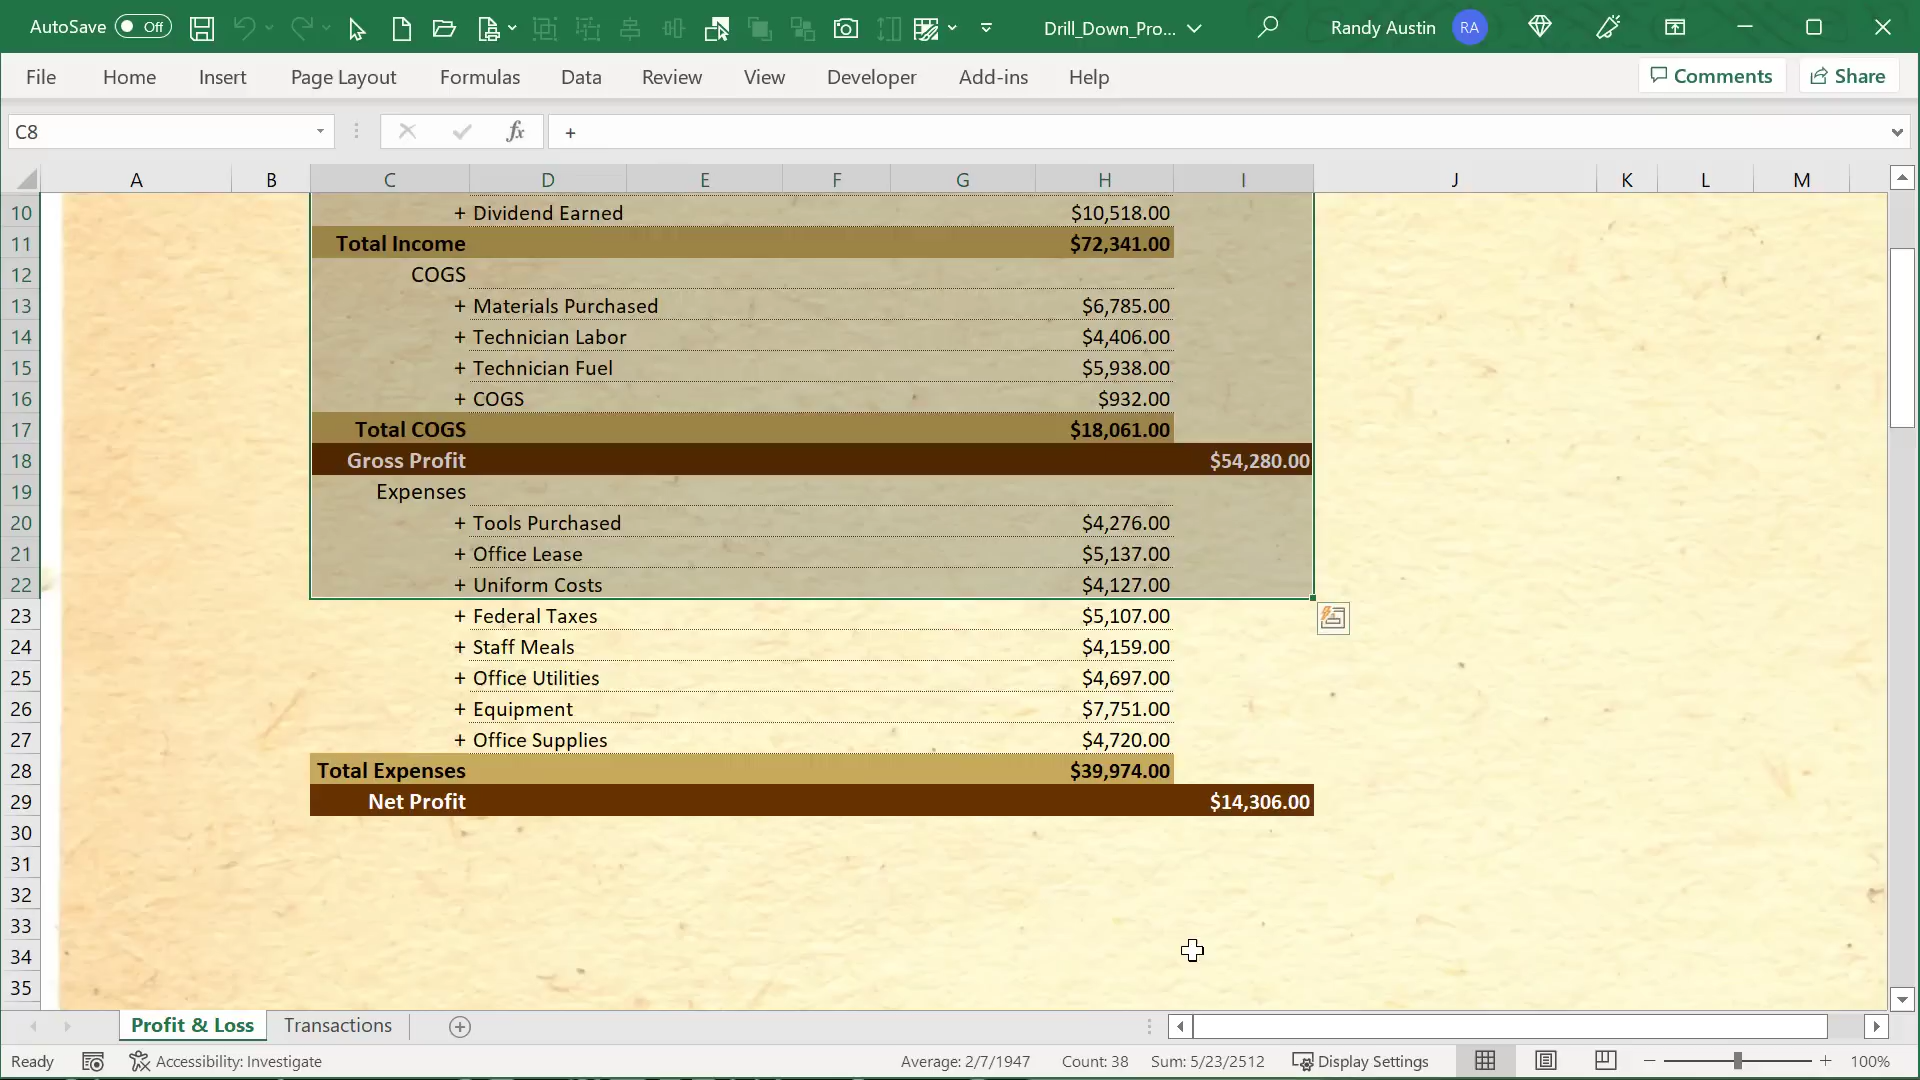 AutoSave Off Drill_Down_Pro... Randy Austin RA
File Home Insert Page Layout Formulas Data Review View Developer Add-ins Help Comments Share
C8 fx +
A B C D E F G H I J K L M
10 + Dividend Earned $10,518.00
11 Total Income $72,341.00
12 COGS
13 + Materials Purchased $6,785.00
14 + Technician Labor $4,406.00
15 + Technician Fuel $5,938.00
16 + COGS $932.00
17 Total COGS $18,061.00
18 Gross Profit $54,280.00
19 Expenses
20 + Tools Purchased $4,276.00
21 + Office Lease $5,137.00
22 + Uniform Costs $4,127.00
23 + Federal Taxes $5,107.00
24 + Staff Meals $4,159.00
25 + Office Utilities $4,697.00
26 + Equipment $7,751.00
27 + Office Supplies $4,720.00
28 Total Expenses $39,974.00
29 Net Profit $14,306.00
30
31
32
33
34
35
Profit & Loss Transactions
Ready Accessibility: Investigate Average: 2/7/1947 Count: 38 Sum: 5/23/2512 Display Settings 100%